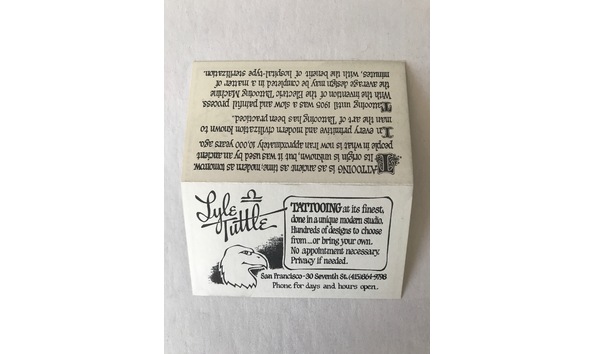 TATTOOING is as ancient as time; as modern as tomorrow
Its origin is unknown, but it was used by an ancient
people in what is now Iran approximately 10,000 years ago.
In every primitive and modern civilization known to
man the art of Tattooing has been practiced.
Tattooing until 1905 was a slow and painful process.
With the invention of the Electric Tattooing Machine
the average design may be completed in a matter of
minutes, with the benefit of hospital-type sterilization.
Lyle
Tuttle
TATTOOING at its finest,
done in a unique modern studio.
Hundreds of designs to choose
from...or bring your own.
No appointment necessary.
Privacy if needed.
San Francisco-30 Seventh St. (415)864-9798
Phone for days and hours open.